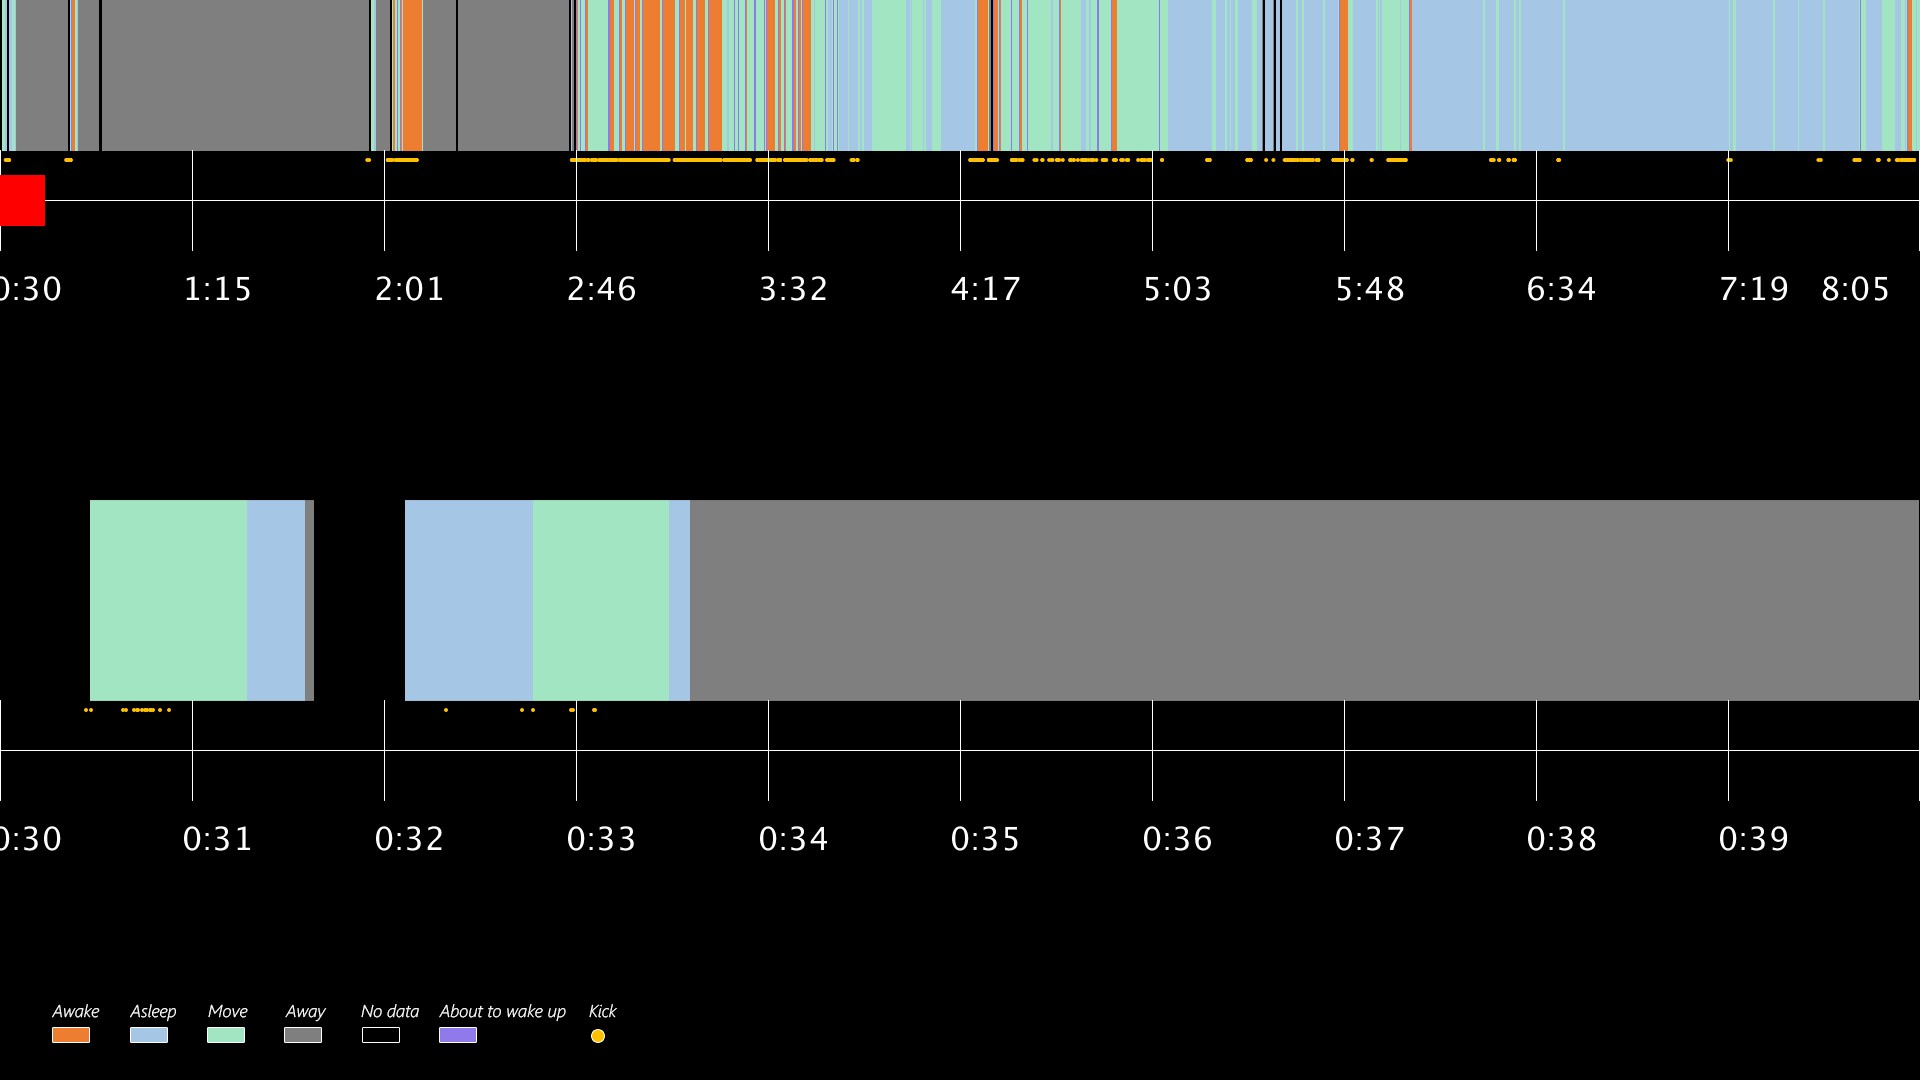 0:30 1:15 2:01 2:46 3:32 4:17 5:03 5:48 6:34 7:19 8:05
0:30 0:31 0:32 0:33 0:34 0:35 0:36 0:37 0:38 0:39
Awake Asleep Move Away No data About to wake up Kick